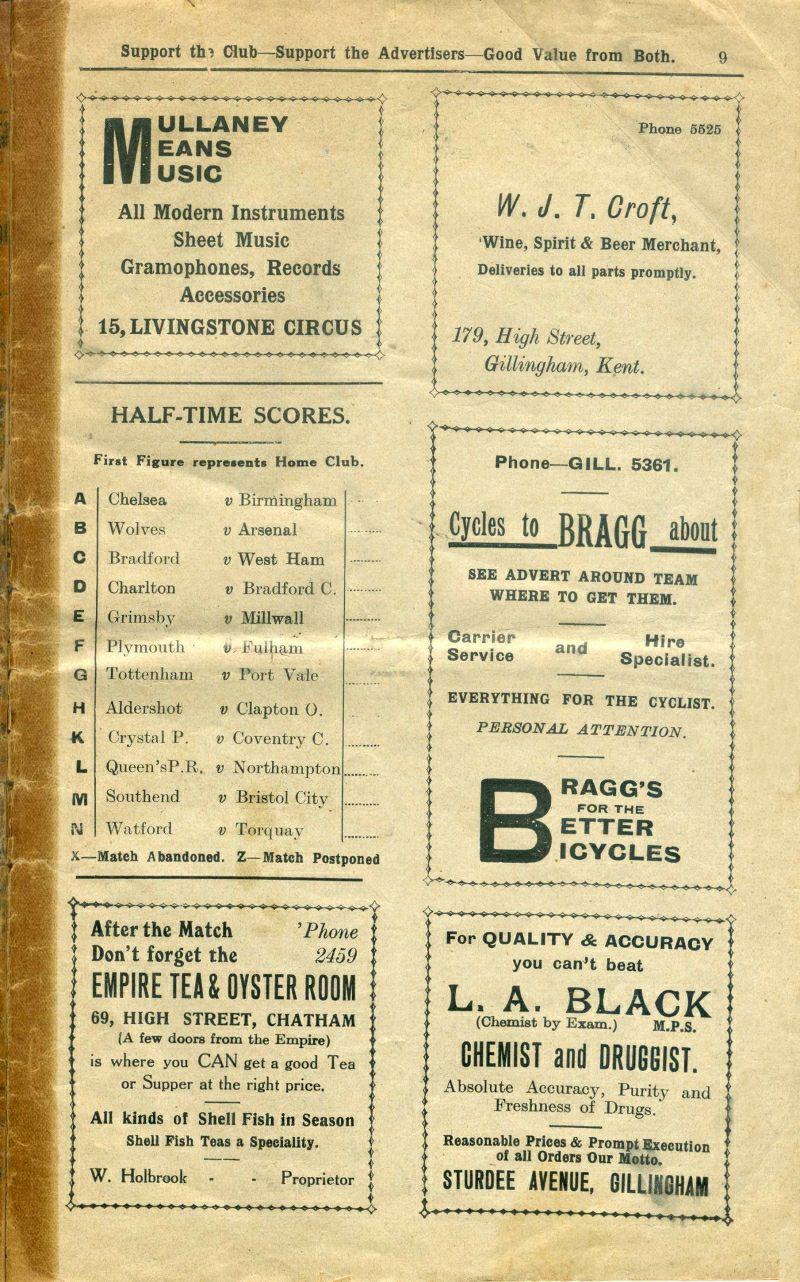 Support the Club—Support the Advertisers—Good Value from Both. 9
MULLANEY
MEANS
MUSIC
All Modern Instruments
Sheet Music
Gramophones, Records
Accessories
15, LIVINGSTONE CIRCUS
HALF-TIME SCORES.
First Figure represents Home Club.
A Chelsea v Birmingham
B Wolves v Arsenal
C Bradford v West Ham
D Charlton v Bradford C.
E Grimsby v Millwall
F Plymouth v Fulham
G Tottenham v Port Vale
H Aldershot v Clapton O.
K Crystal P. v Coventry C.
L Queen'sP.R. v Northampton
M Southend v Bristol City
N Watford v Torquay
X—Match Abandoned. Z—Match Postponed
After the Match 'Phone
Don't forget the 2459
EMPIRE TEA & OYSTER ROOM
69, HIGH STREET, CHATHAM
(A few doors from the Empire)
is where you CAN get a good Tea
or Supper at the right price.
All kinds of Shell Fish in Season
Shell Fish Teas a Speciality.
W. Holbrook - - Proprietor
Phone 5525
W. J. T. Croft,
'Wine, Spirit & Beer Merchant,
Deliveries to all parts promptly.
179, High Street,
Gillingham, Kent.
Phone—GILL. 5361.
Cycles to BRAGG about
SEE ADVERT AROUND TEAM
WHERE TO GET THEM.
Carrier Service and Hire Specialist.
EVERYTHING FOR THE CYCLIST.
PERSONAL ATTENTION.
BRAGG'S
FOR THE
BETTER
BICYCLES
For QUALITY & ACCURACY
you can't beat
L. A. BLACK
(Chemist by Exam.) M.P.S.
CHEMIST and DRUGGIST.
Absolute Accuracy, Purity and
Freshness of Drugs.
Reasonable Prices & Prompt Execution
of all Orders Our Motto.
STURDEE AVENUE, GILLINGHAM